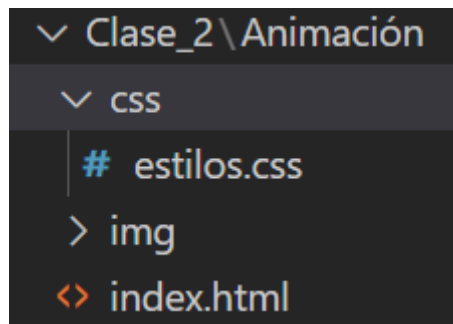 Clase_2\Animación
css
# estilos.css
img
<> index.html